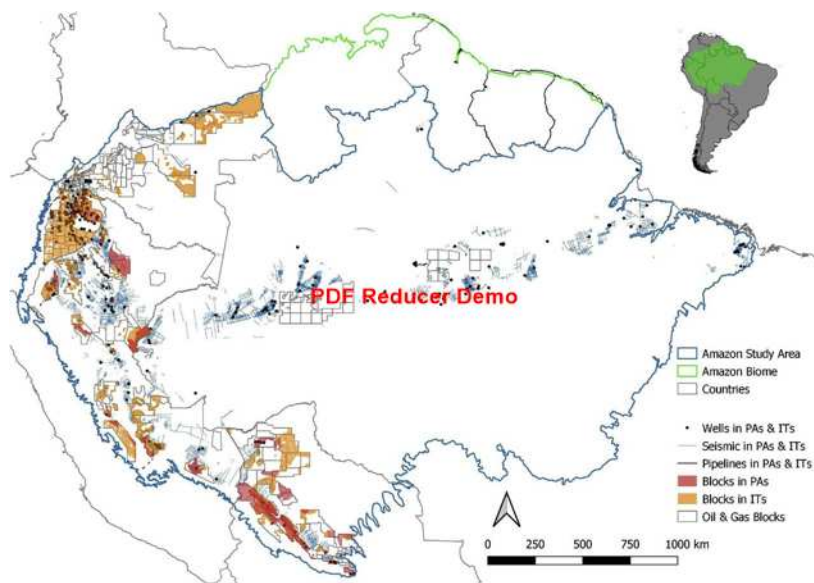 PDF Reducer Demo
Amazon Study Area
Amazon Biome
Countries
Wells in PAs & ITs
Seismic in PAs & ITs
Pipelines in PAs & ITs
Blocks in PAs
Blocks in ITs
Oil & Gas Blocks
0 250 500 750 1000 km